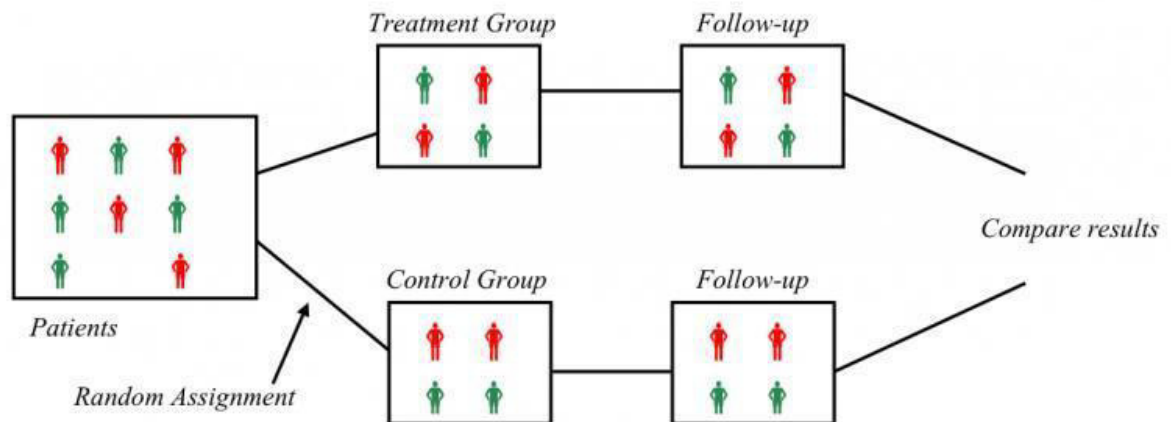 Treatment Group
Follow-up
Patients
Random Assignment
Control Group
Follow-up
Compare results